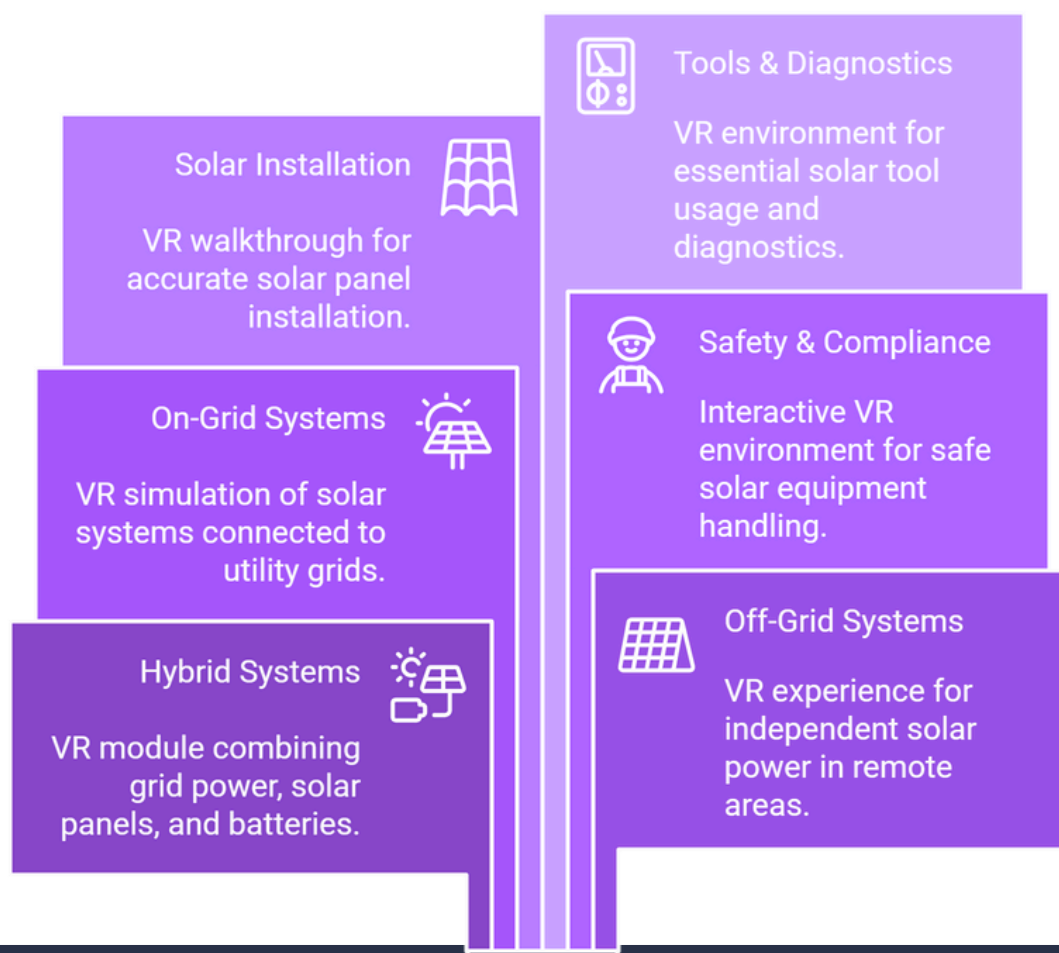 Tools & Diagnostics
VR environment for
essential solar tool
usage and
diagnostics.
Solar Installation
VR walkthrough for
accurate solar panel
installation.
Safety & Compliance
Interactive VR
environment for safe
solar equipment
handling.
On-Grid Systems
VR simulation of solar
systems connected to
utility grids.
Off-Grid Systems
VR experience for
independent solar
power in remote
areas.
Hybrid Systems
VR module combining
grid power, solar
panels, and batteries.